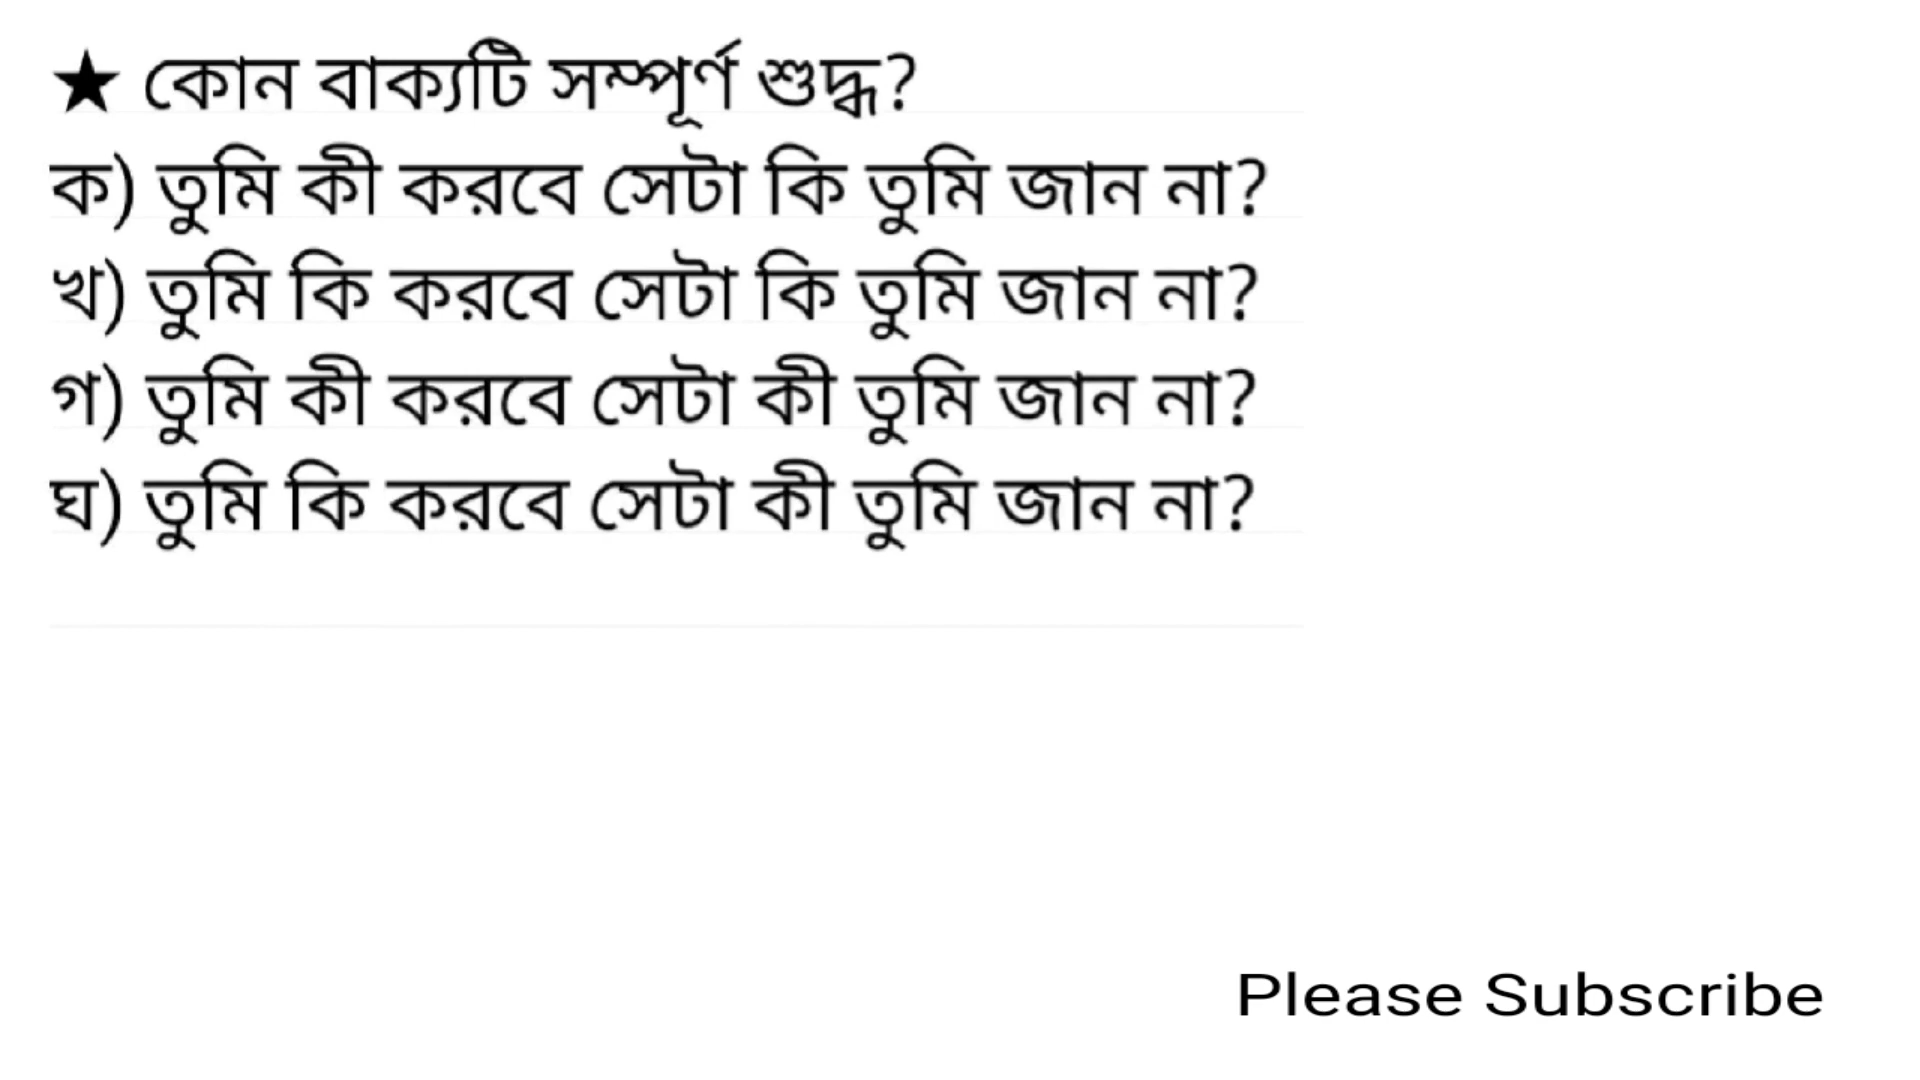 ★ কোন বাক্যটি সম্পূর্ণ শুদ্ধ?
ক) তুমি কী করবে সেটা কি তুমি জান না?
খ) তুমি কি করবে সেটা কি তুমি জান না?
গ) তুমি কী করবে সেটা কী তুমি জান না?
ঘ) তুমি কি করবে সেটা কী তুমি জান না?
Please Subscribe